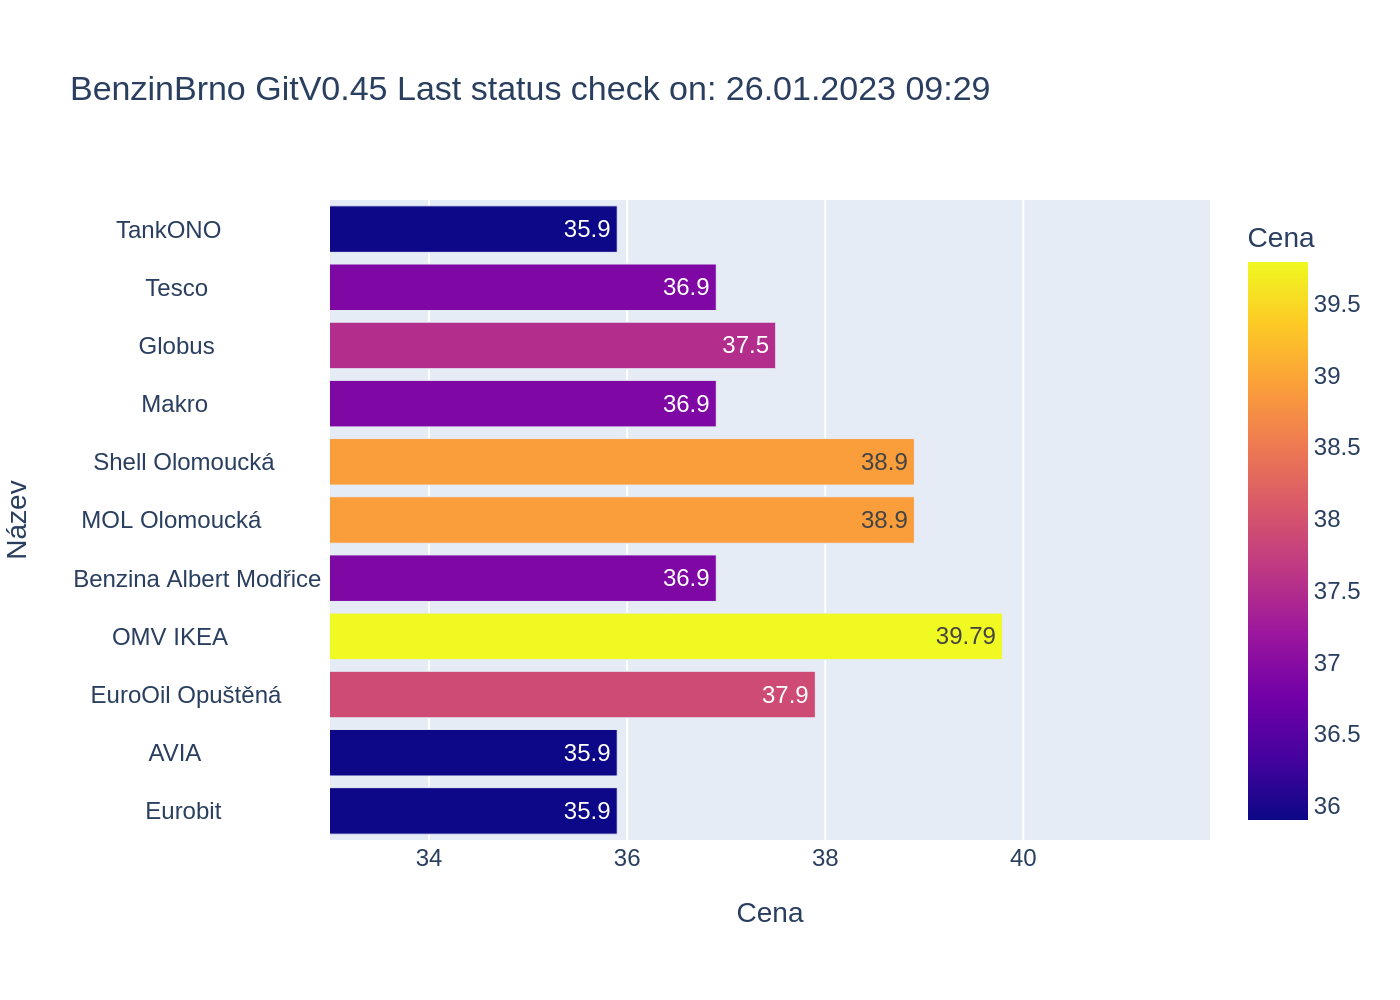 BenzinBrno GitV0.45 Last status check on: 26.01.2023 09:29
Název
TankONO 35.9
Tesco 36.9
Globus 37.5
Makro 36.9
Shell Olomoucká 38.9
MOL Olomoucká 38.9
Benzina Albert Modřice 36.9
OMV IKEA 39.79
EuroOil Opuštěná 37.9
AVIA 35.9
Eurobit 35.9
34 36 38 40
Cena
Cena
39.5
39
38.5
38
37.5
37
36.5
36